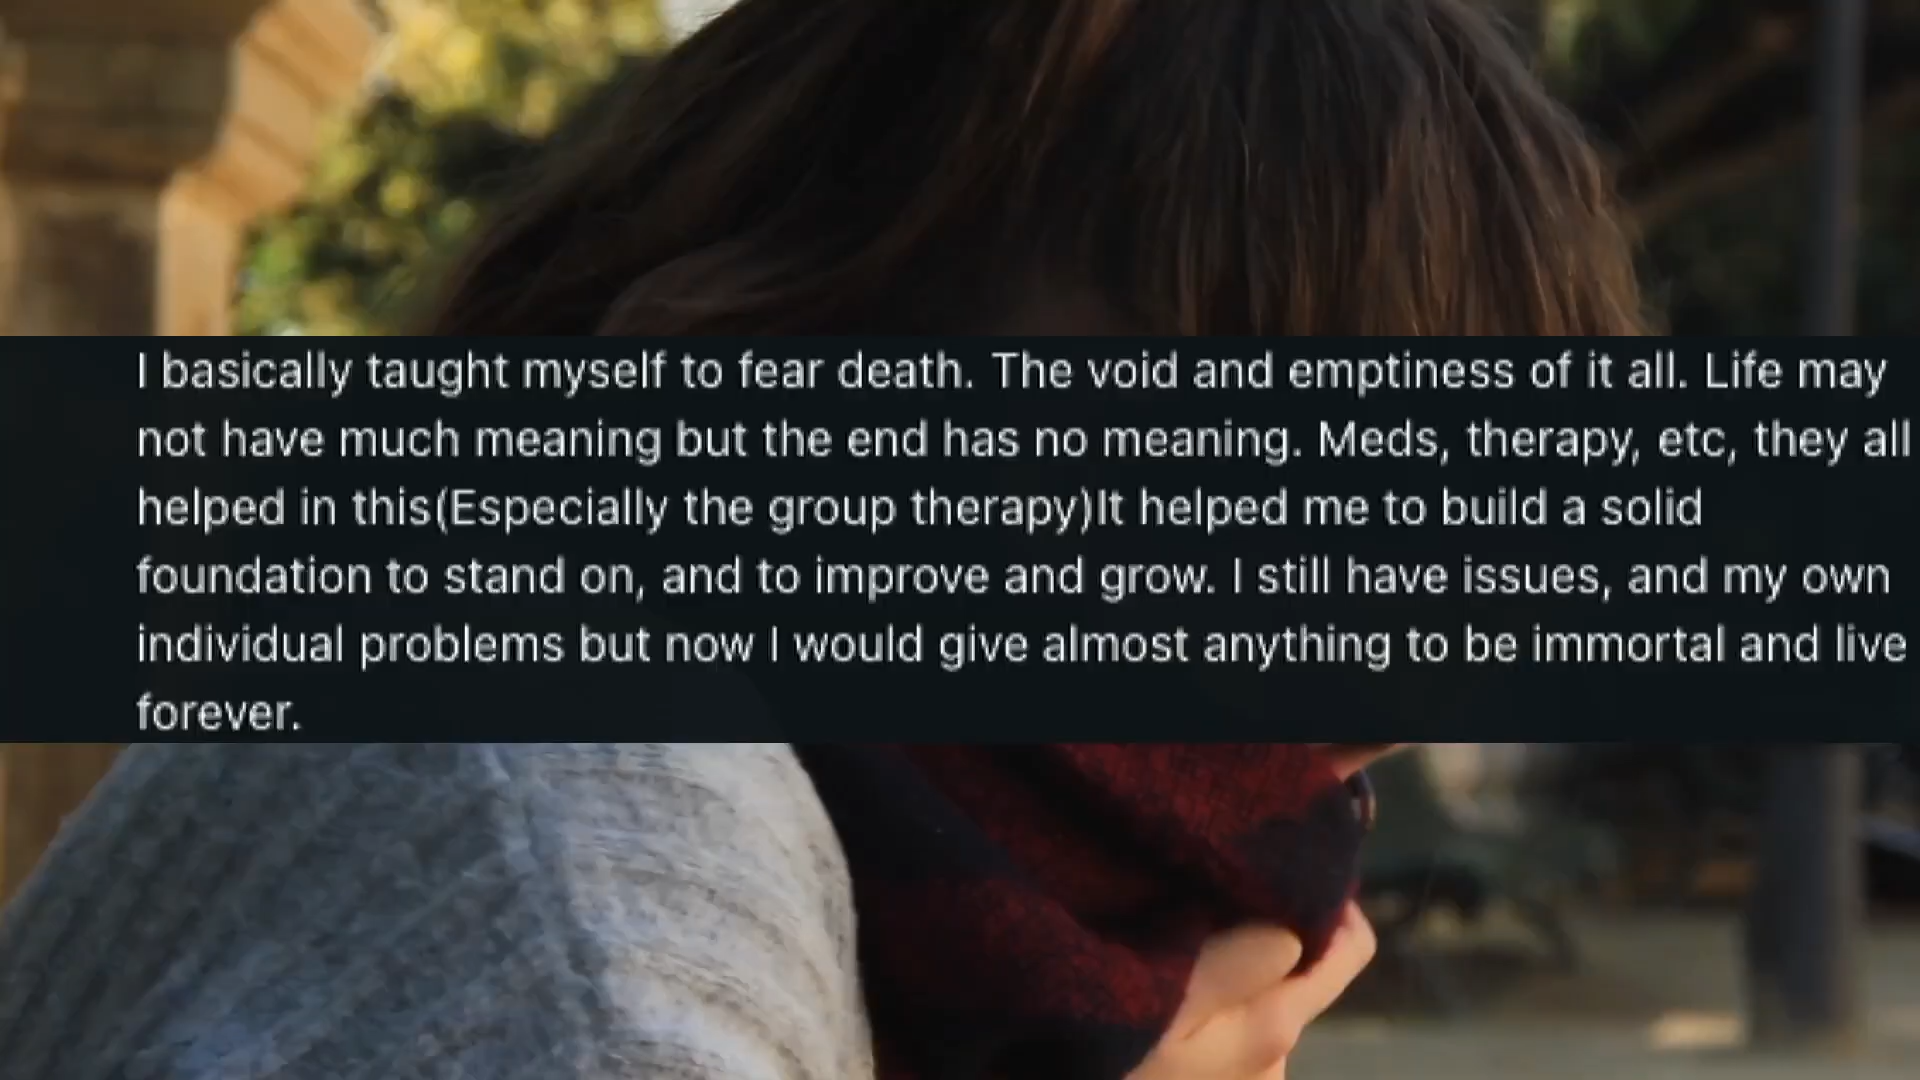 I basically taught myself to fear death. The void and emptiness of it all. Life may
not have much meaning but the end has no meaning. Meds, therapy, etc, they all
helped in this(Especially the group therapy)It helped me to build a solid
foundation to stand on, and to improve and grow. I still have issues, and my own
individual problems but now I would give almost anything to be immortal and live
forever.